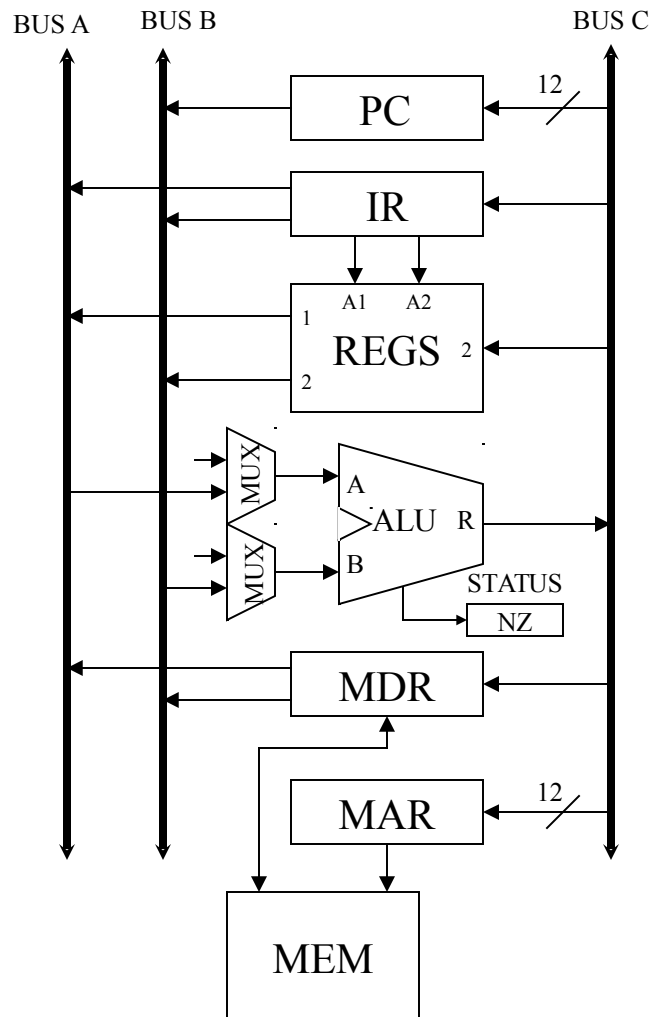 BUS A
BUS B
BUS C
12
PC
IR
A1 A2
1
REGS
2
2
MUX
A
ALU
R
MUX
B
STATUS
NZ
MDR
12
MAR
MEM